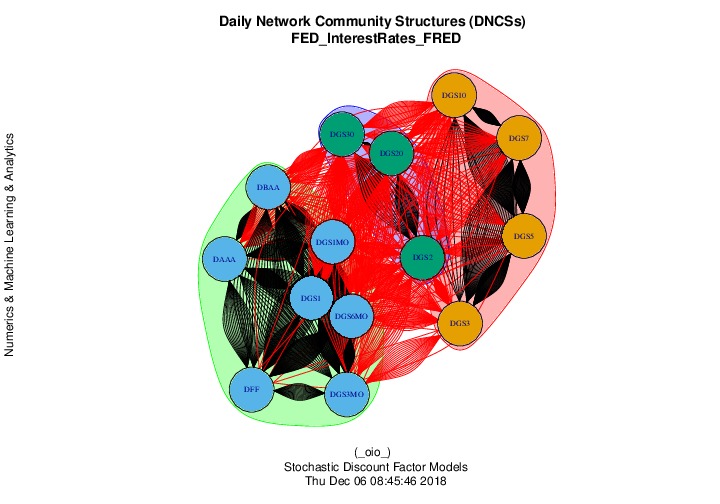 Daily Network Community Structures (DNCSs)
FED_InterestRates_FRED
Numerics & Machine Learning & Analytics
DGS10
DGS30
DGS7
DGS20
DBAA
DGS5
DGS1MO
DAAA
DGS2
DGS1
DGS6MO
DGS3
DFF
DGS3MO
(_oio_)
Stochastic Discount Factor Models
Thu Dec 06 08:45:46 2018